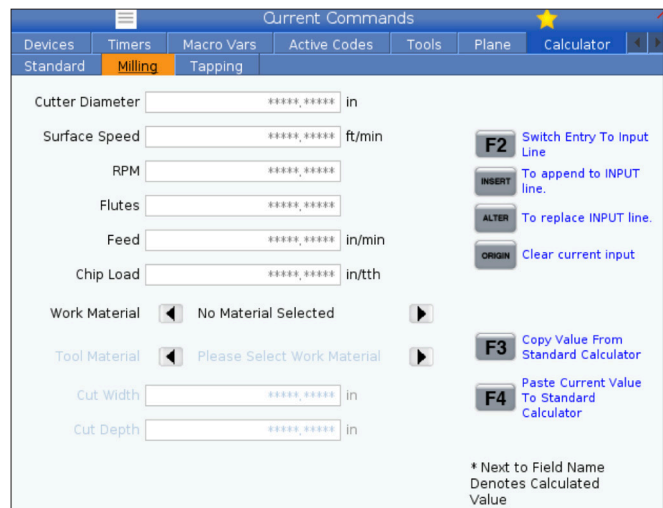 Current Commands
Devices Timers Macro Vars Active Codes Tools Plane Calculator
Standard Milling Tapping
Cutter Diameter *****.***** in
Surface Speed *****.***** ft/min
RPM *****.*****
Flutes *****.*****
Feed *****.***** in/min
Chip Load *****.***** in/tth
Work Material No Material Selected
Tool Material Please Select Work Material
Cut Width *****.***** in
Cut Depth *****.***** in
F2 Switch Entry To Input
Line
INSERT To append to INPUT
line.
ALTER To replace INPUT line.
ORIGIN Clear current input
F3 Copy Value From
Standard Calculator
F4 Paste Current Value
To Standard
Calculator
* Next to Field Name
Denotes Calculated
Value